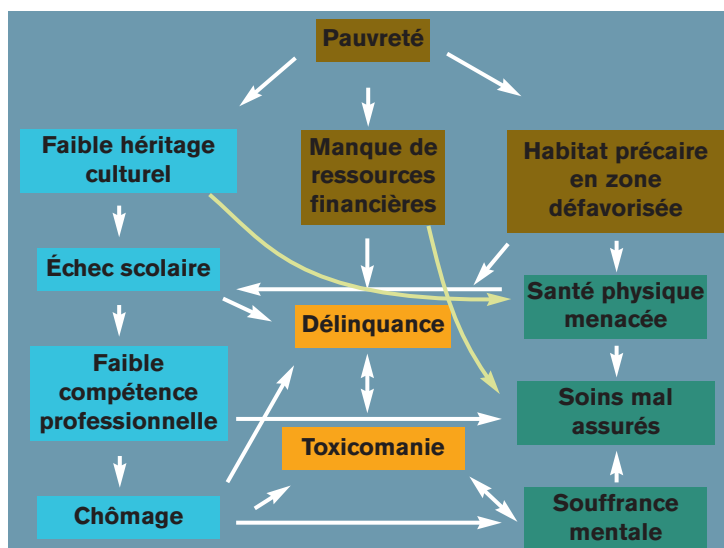 Pauvreté
Faible héritage
culturel
Manque de
ressources
financières
Habitat précaire
en zone
défavorisée
Échec scolaire
Santé physique
menacée
Délinquance
Faible
compétence
professionnelle
Soins mal
assurés
Toxicomanie
Chômage
Souffrance
mentale